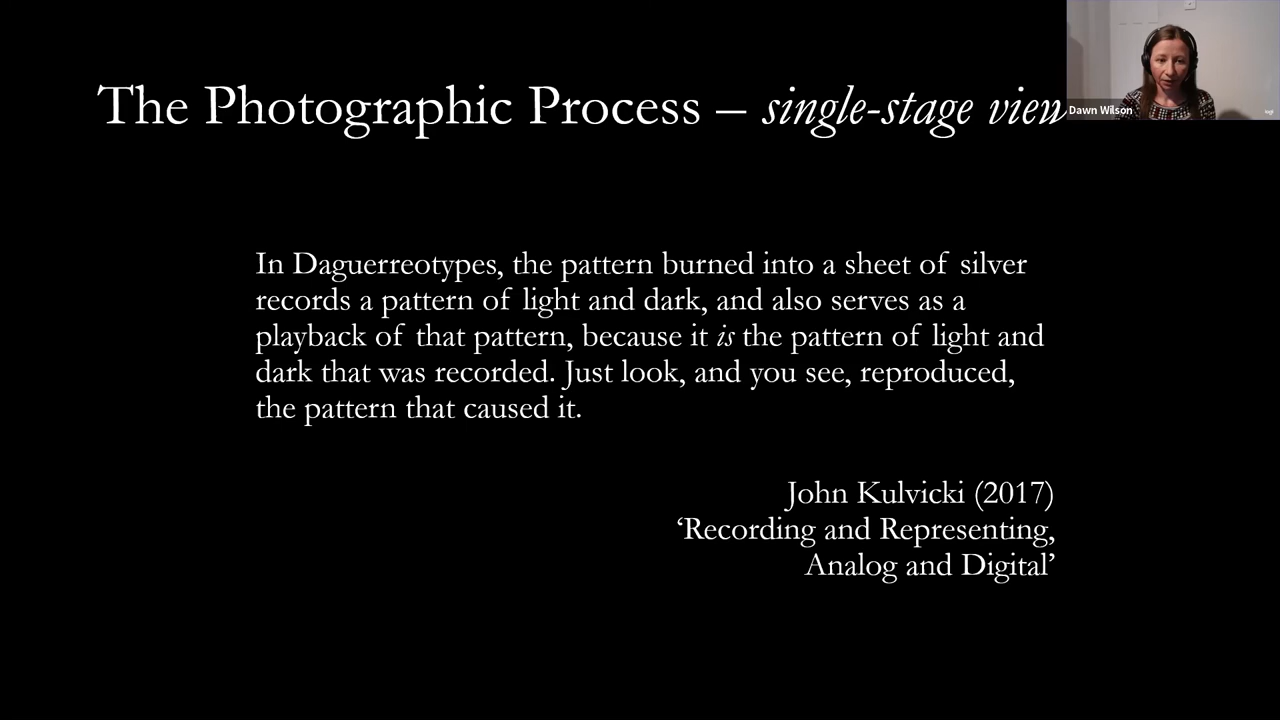 The Photographic Process – single-stage view
Dawn Wilson
In Daguerreotypes, the pattern burned into a sheet of silver
records a pattern of light and dark, and also serves as a
playback of that pattern, because it is the pattern of light and
dark that was recorded. Just look, and you see, reproduced,
the pattern that caused it.
John Kulvicki (2017)
‘Recording and Representing,
Analog and Digital’